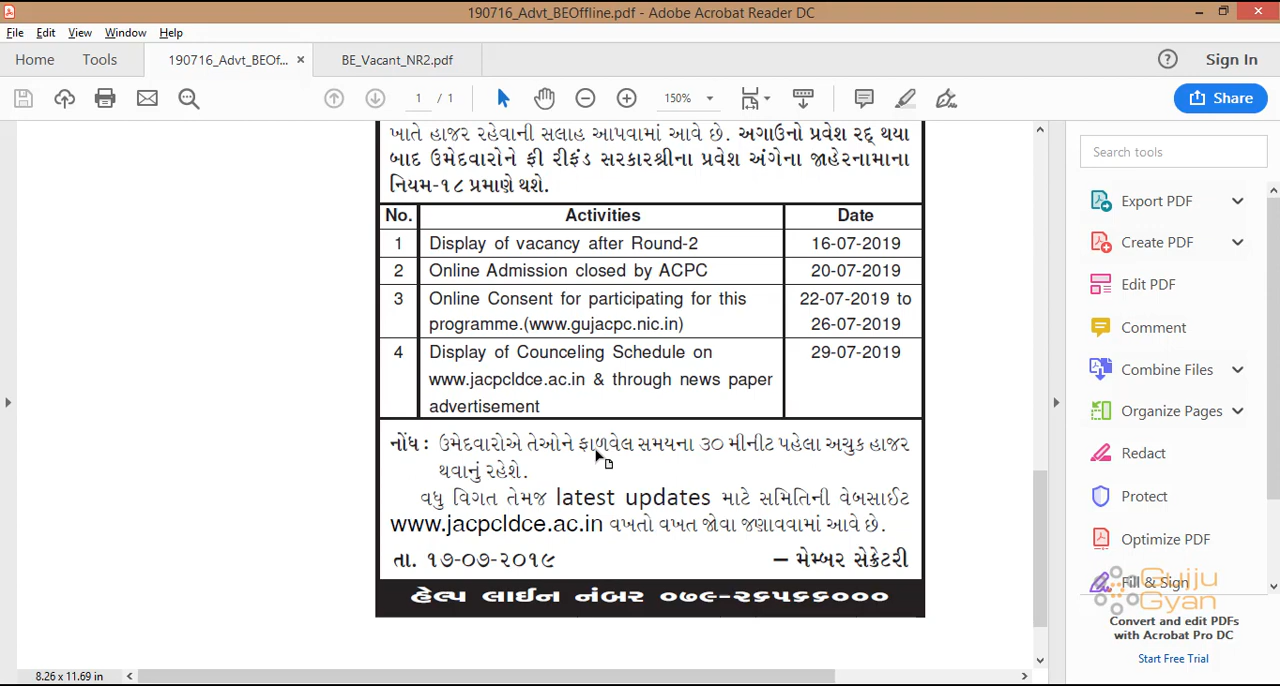 190716_Advt_BEOffline.pdf - Adobe Acrobat Reader DC
File Edit View Window Help
Home Tools 190716_Advt_BEOf... × BE_Vacant_NR2.pdf ? Sign In
1 / 1 150% Share
ખાતે હાજર રહેવાની સલાહ આપવામાં આવે છે. અગાઉનો પ્રવેશ રદ્દ થયા
બાદ ઉમેદવારોને ફી રીફંડ સરકારશ્રીના પ્રવેશ અંગેના જાહેરનામાના
નિયમ-૧૮ પ્રમાણે થશે.
No. Activities Date
1 Display of vacancy after Round-2 16-07-2019
2 Online Admission closed by ACPC 20-07-2019
3 Online Consent for participating for this 22-07-2019 to
programme.(www.gujacpc.nic.in) 26-07-2019
4 Display of Counceling Schedule on 29-07-2019
www.jacpcldce.ac.in & through news paper
advertisement
નોંધ : ઉમેદવારોએ તેઓને ફાળવેલ સમયના ૩૦ મીનીટ પહેલા અચુક હાજર
થવાનું રહેશે.
વધુ વિગત તેમજ latest updates માટે સમિતિની વેબસાઈટ
www.jacpcldce.ac.in વખતો વખત જોવા જણાવવામાં આવે છે.
તા. ૧૭-૦૭-૨૦૧૯ – મેમ્બર સેક્રેટરી
હેલ્પ લાઈન નંબર ૦૭૯-૨૬૫૬૬૦૦૦
8.26 x 11.69 in
Search tools
Export PDF
Create PDF
Edit PDF
Comment
Combine Files
Organize Pages
Redact
Protect
Optimize PDF
Fill & Sign
Gujju
Gyan
Convert and edit PDFs
with Acrobat Pro DC
Start Free Trial